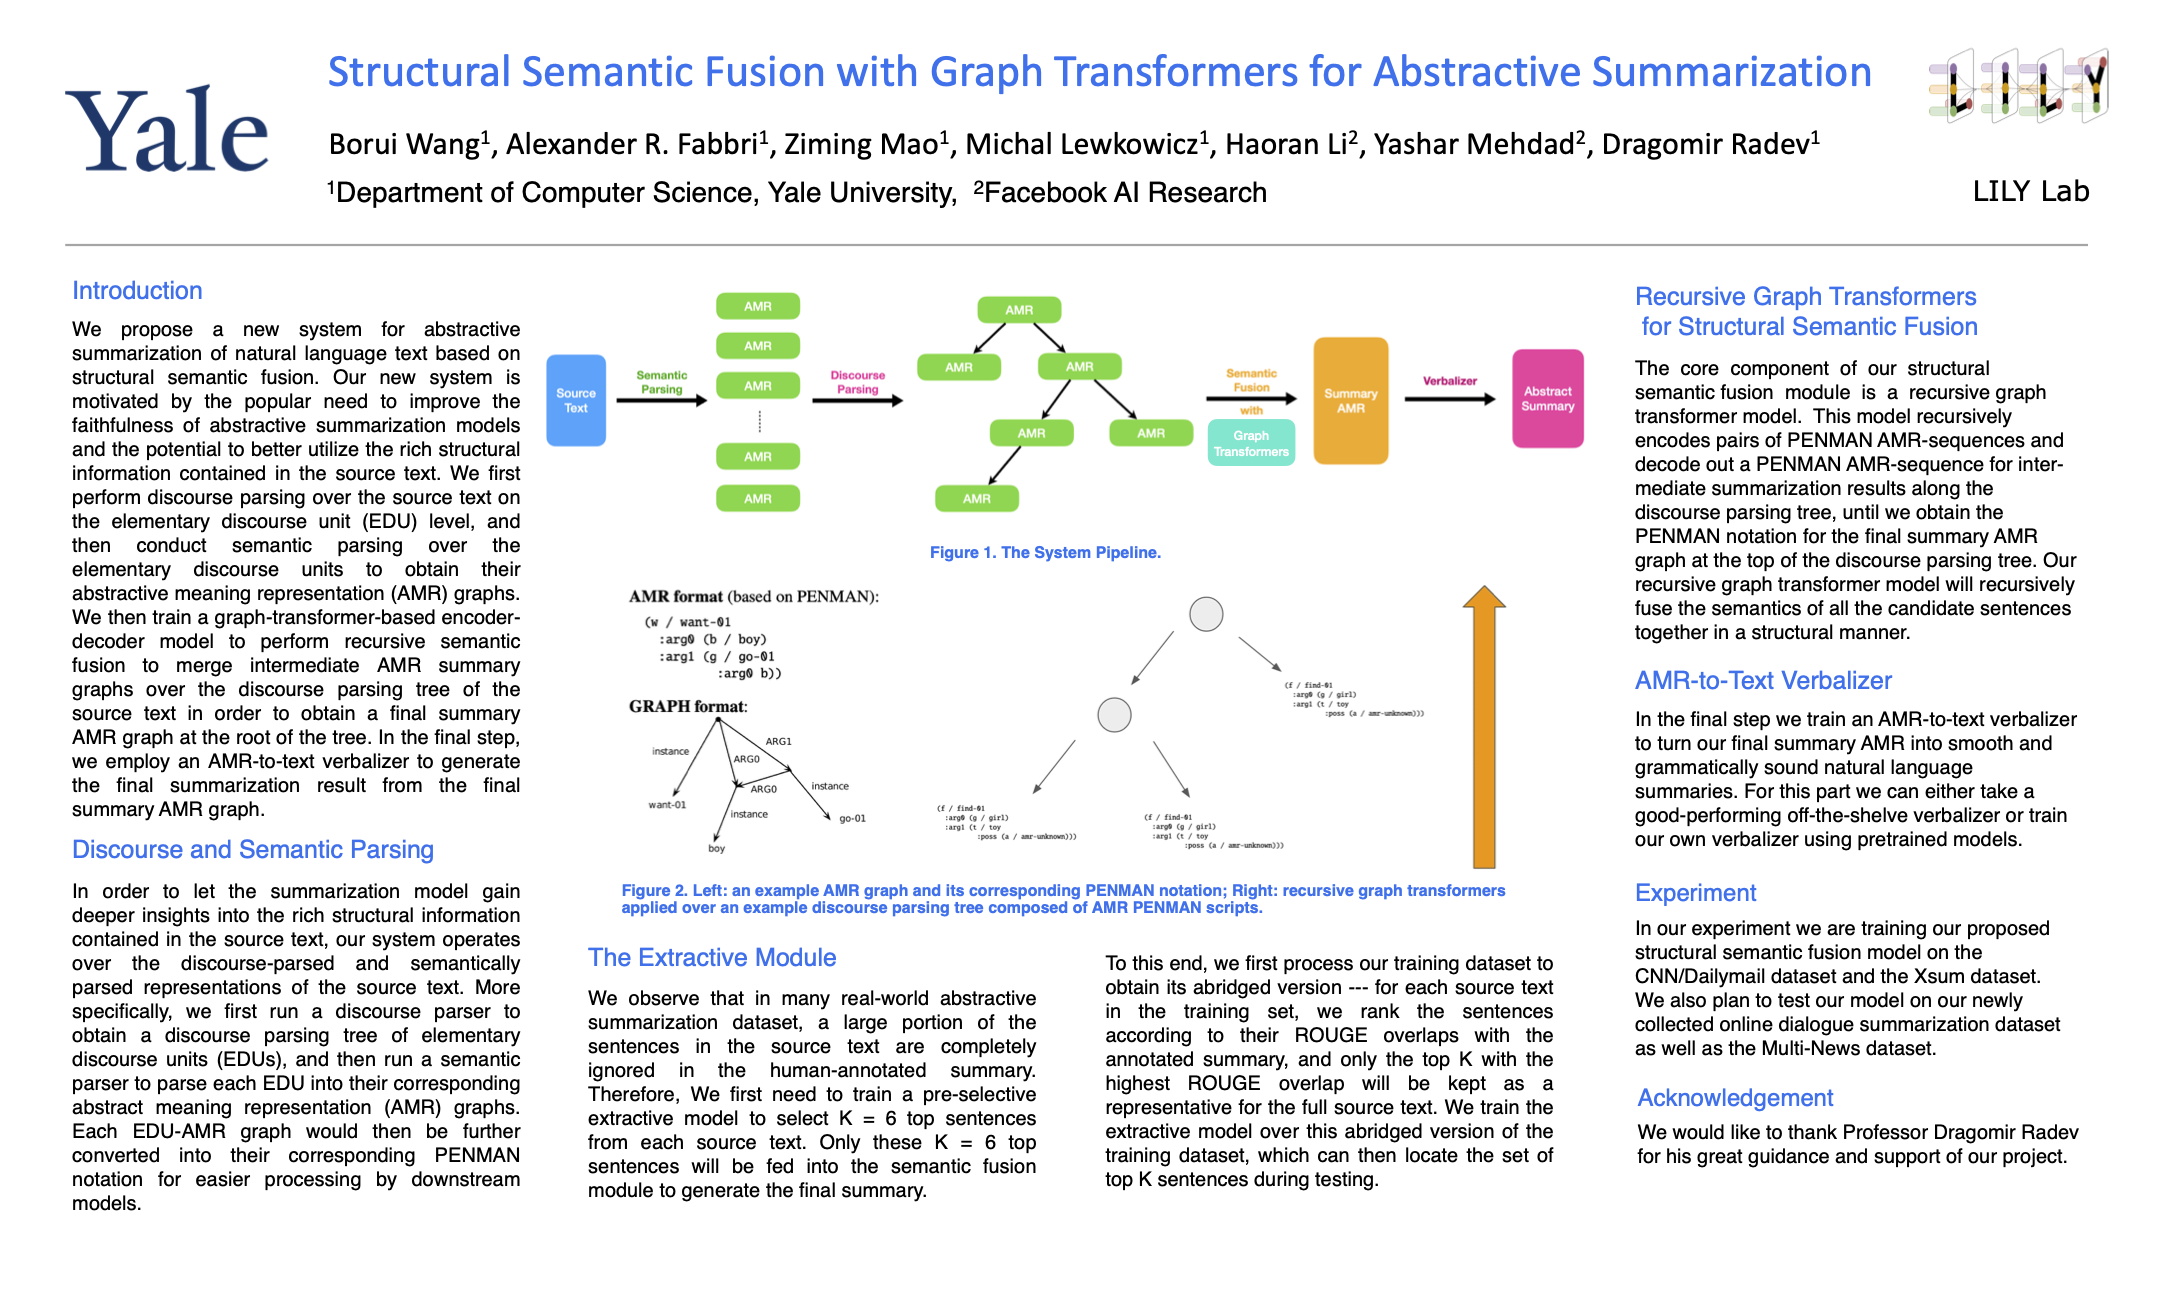 Yale
Structural Semantic Fusion with Graph Transformers for Abstractive Summarization
Borui Wang1, Alexander R. Fabbri1, Ziming Mao1, Michal Lewkowicz1, Haoran Li2, Yashar Mehdad2, Dragomir Radev1
1Department of Computer Science, Yale University, 2Facebook AI Research
LILY
LILY Lab
Introduction
We propose a new system for abstractive
summarization of natural language text based on
structural semantic fusion. Our new system is
motivated by the popular need to improve the
faithfulness of abstractive summarization models
and the potential to better utilize the rich structural
information contained in the source text. We first
perform discourse parsing over the source text on
the elementary discourse unit (EDU) level, and
then conduct semantic parsing over the
elementary discourse units to obtain their
abstractive meaning representation (AMR) graphs.
We then train a graph-transformer-based encoder-
decoder model to perform recursive semantic
fusion to merge intermediate AMR summary
graphs over the discourse parsing tree of the
source text in order to obtain a final summary
AMR graph at the root of the tree. In the final step,
we employ an AMR-to-text verbalizer to generate
the final summarization result from the final
summary AMR graph.
Discourse and Semantic Parsing
In order to let the summarization model gain
deeper insights into the rich structural information
contained in the source text, our system operates
over the discourse-parsed and semantically
parsed representations of the source text. More
specifically, we first run a discourse parser to
obtain a discourse parsing tree of elementary
discourse units (EDUs), and then run a semantic
parser to parse each EDU into their corresponding
abstract meaning representation (AMR) graphs.
Each EDU-AMR graph would then be further
converted into their corresponding PENMAN
notation for easier processing by downstream
models.
Source
Text
Semantic
Parsing
AMR
AMR
AMR
AMR
AMR
Discourse
Parsing
AMR
AMR
AMR
AMR
AMR
AMR
Semantic
Fusion
with
Graph
Transformers
Summary
AMR
Verbalizer
Abstract
Summary
Figure 1. The System Pipeline.
AMR format (based on PENMAN):
(w / want-01
:arg0 (b / boy)
:arg1 (g / go-01
:arg0 b))
GRAPH format:
instance
ARG1
ARG0
ARG0
instance
instance
want-01
go-01
boy
(f / find-01
:arg0 (g / girl)
:arg1 (t / toy
:poss (a / amr-unknown)))
(f / find-01
:arg0 (g / girl)
:arg1 (t / toy
:poss (a / amr-unknown)))
(f / find-01
:arg0 (g / girl)
:arg1 (t / toy
:poss (a / amr-unknown)))
Figure 2. Left: an example AMR graph and its corresponding PENMAN notation; Right: recursive graph transformers
applied over an example discourse parsing tree composed of AMR PENMAN scripts.
The Extractive Module
We observe that in many real-world abstractive
summarization dataset, a large portion of the
sentences in the source text are completely
ignored in the human-annotated summary.
Therefore, We first need to train a pre-selective
extractive model to select K = 6 top sentences
from each source text. Only these K = 6 top
sentences will be fed into the semantic fusion
module to generate the final summary.
To this end, we first process our training dataset to
obtain its abridged version --- for each source text
in the training set, we rank the sentences
according to their ROUGE overlaps with the
annotated summary, and only the top K with the
highest ROUGE overlap will be kept as a
representative for the full source text. We train the
extractive model over this abridged version of the
training dataset, which can then locate the set of
top K sentences during testing.
Recursive Graph Transformers
for Structural Semantic Fusion
The core component of our structural
semantic fusion module is a recursive graph
transformer model. This model recursively
encodes pairs of PENMAN AMR-sequences and
decode out a PENMAN AMR-sequence for inter-
mediate summarization results along the
discourse parsing tree, until we obtain the
PENMAN notation for the final summary AMR
graph at the top of the discourse parsing tree. Our
recursive graph transformer model will recursively
fuse the semantics of all the candidate sentences
together in a structural manner.
AMR-to-Text Verbalizer
In the final step we train an AMR-to-text verbalizer
to turn our final summary AMR into smooth and
grammatically sound natural language
summaries. For this part we can either take a
good-performing off-the-shelve verbalizer or train
our own verbalizer using pretrained models.
Experiment
In our experiment we are training our proposed
structural semantic fusion model on the
CNN/Dailymail dataset and the Xsum dataset.
We also plan to test our model on our newly
collected online dialogue summarization dataset
as well as the Multi-News dataset.
Acknowledgement
We would like to thank Professor Dragomir Radev
for his great guidance and support of our project.